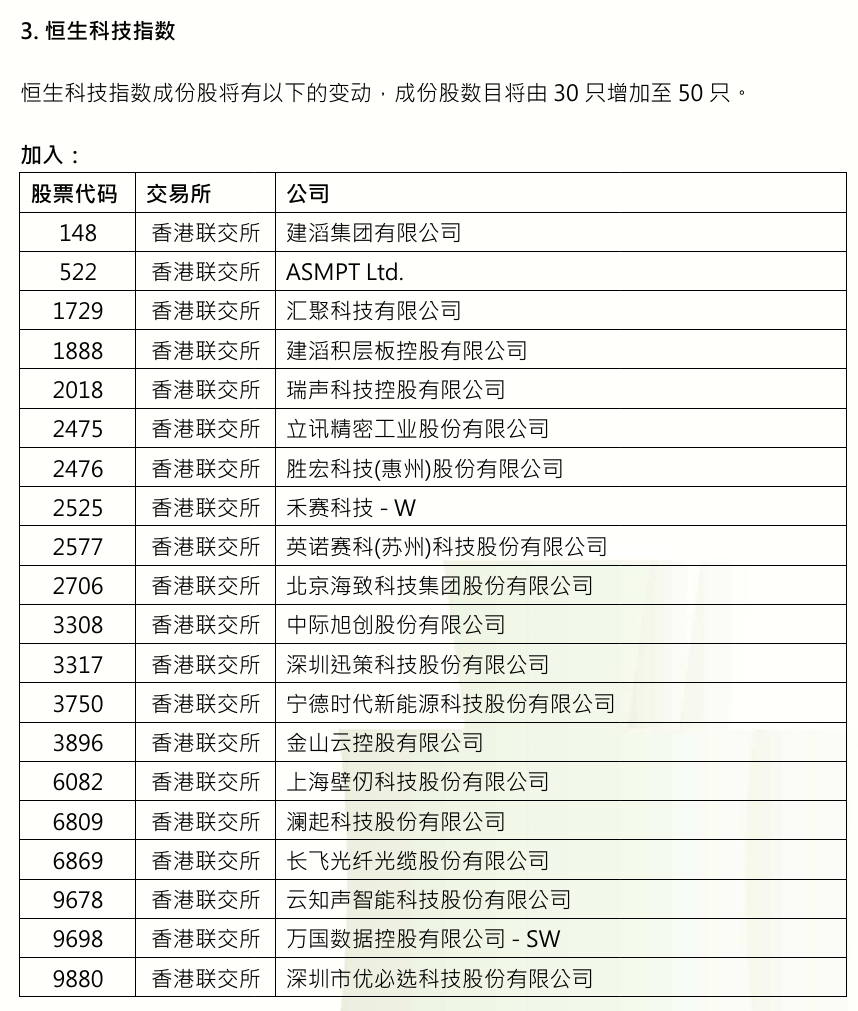 3. 恒生科技指数
恒生科技指数成份股将有以下的变动，成份股数目将由 30 只增加至 50 只。
加入：
股票代码 交易所 公司
148 香港联交所 建滔集团有限公司
522 香港联交所 ASMPT Ltd.
1729 香港联交所 汇聚科技有限公司
1888 香港联交所 建滔积层板控股有限公司
2018 香港联交所 瑞声科技控股有限公司
2475 香港联交所 立讯精密工业股份有限公司
2476 香港联交所 胜宏科技(惠州)股份有限公司
2525 香港联交所 禾赛科技 - W
2577 香港联交所 英诺赛科(苏州)科技股份有限公司
2706 香港联交所 北京海致科技集团股份有限公司
3308 香港联交所 中际旭创股份有限公司
3317 香港联交所 深圳迅策科技股份有限公司
3750 香港联交所 宁德时代新能源科技股份有限公司
3896 香港联交所 金山云控股有限公司
6082 香港联交所 上海壁仞科技股份有限公司
6809 香港联交所 澜起科技股份有限公司
6869 香港联交所 长飞光纤光缆股份有限公司
9678 香港联交所 云知声智能科技股份有限公司
9698 香港联交所 万国数据控股有限公司 - SW
9880 香港联交所 深圳市优必选科技股份有限公司